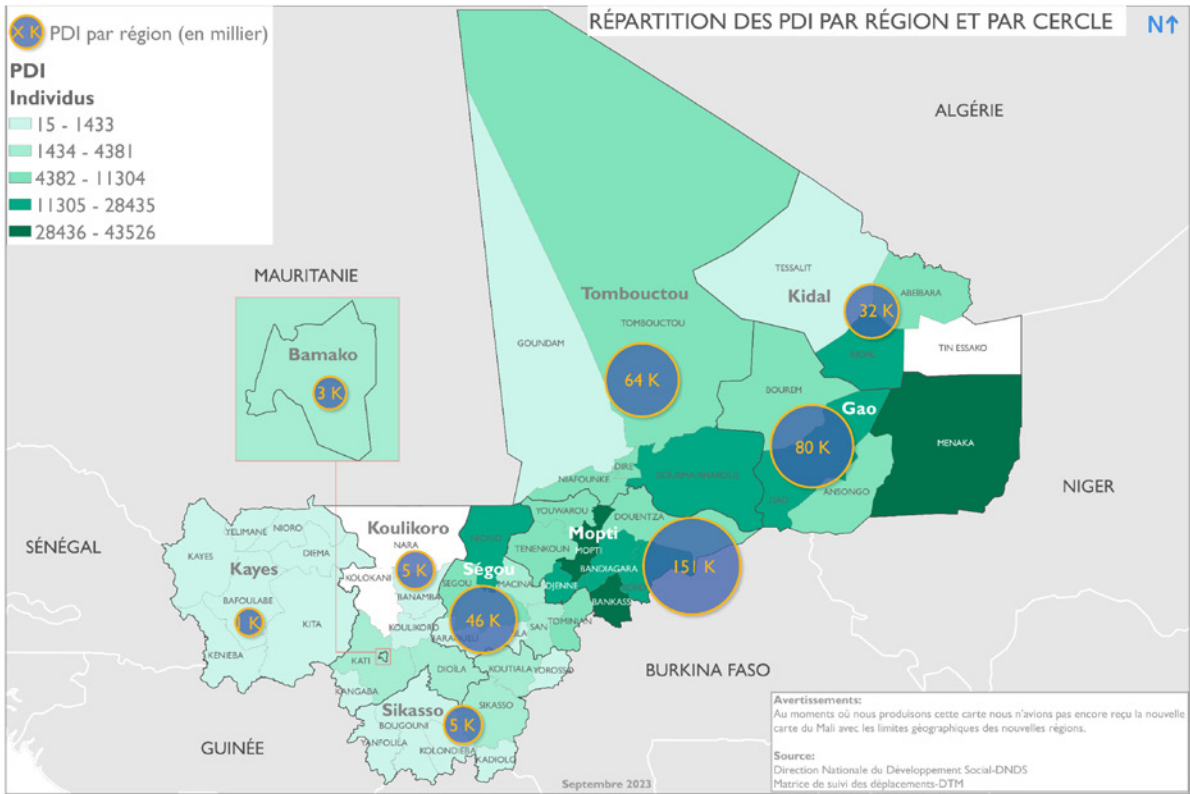 RÉPARTITION DES PDI PAR RÉGION ET PAR CERCLE
N↑
X K PDI par région (en millier)
PDI
Individus
15 - 1433
1434 - 4381
4382 - 11304
11305 - 28435
28436 - 43526
ALGÉRIE
MAURITANIE
Bamako
3 K
Tombouctou
TOMBOUCTOU
64 K
GOUNDAM
TESSALIT
Kidal
ABEIBARA
32 K
KIDAL
TIN ESSAKO
BOUREM
Gao
80 K
MENAKA
GAO
ANSONGO
NIGER
DIRE
GOURMA-RHAROUS
NIAFOUNKE
YOUWAROU
DOUENTZA
Mopti
MOPTI
TENENKOUN
BANDIAGARA
151 K
DJENNE
BANKASS
SÉNÉGAL
YELIMANE
NIORO
KAYES
DIEMA
Kayes
BAFOULABE
1 K
KITA
KENIEBA
Koulikoro
NARA
5 K
KOLOKANI
BANAMBA
KOULIKORO
NIONO
Ségou
SEGOU
MACINA
46 K
SAN
TOMINIAN
KATI
DIOÏLA
KOUTIALA
YOROSSO
KANGABA
Sikasso
SIKASSO
BOUGOUNI
5 K
YANFOULA
KOLONDIEBA
KADIOLO
BURKINA FASO
GUINÉE
Septembre 2023
Avertissements:
Au moments où nous produisons cette carte nous n'avions pas encore reçu la nouvelle
carte du Mali avec les limites géographiques des nouvelles régions.
Source:
Direction Nationale du Développement Social-DNDS
Matrice de suivi des déplacements-DTM